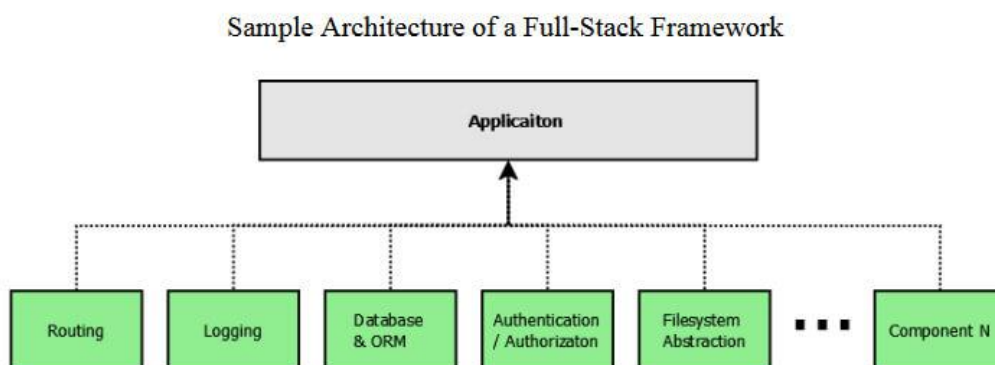 Sample Architecture of a Full-Stack Framework
Applicaiton
Routing
Logging
Database
& ORM
Authentication
/ Authorizaton
Filesystem
Abstraction
Component N